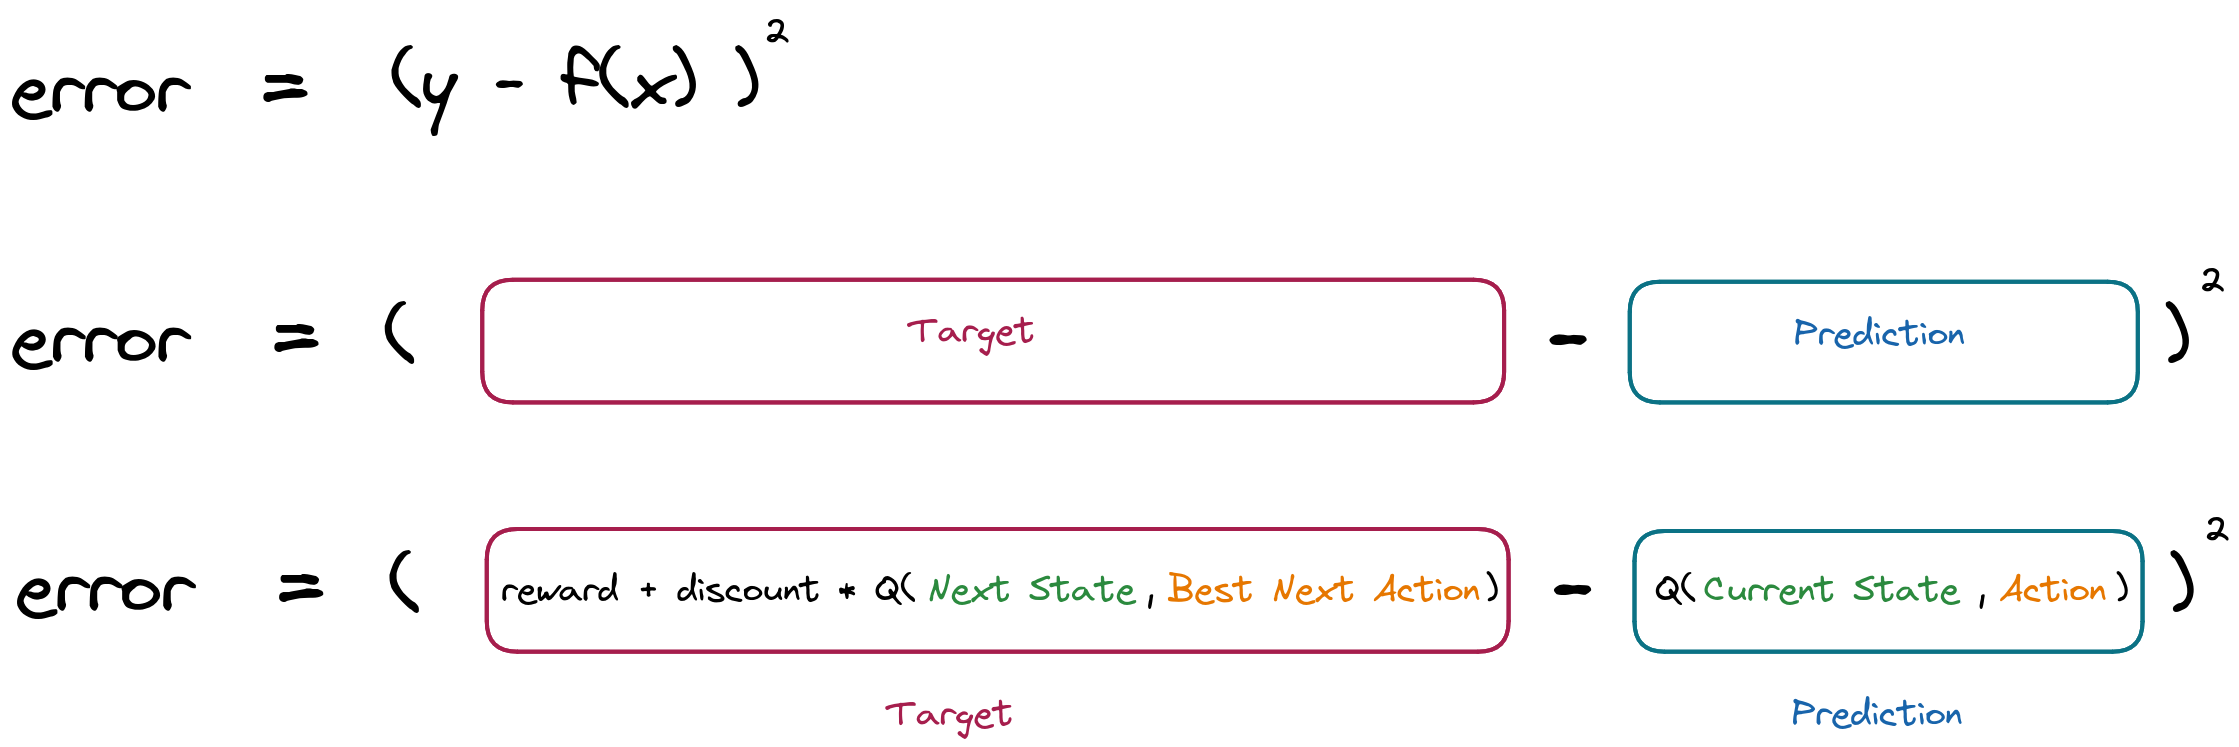 error = (y - f(x) )²
error = ( Target - Prediction )²
error = ( reward + discount * Q( Next State, Best Next Action) - Q( Current State , Action ) )²
Target Prediction